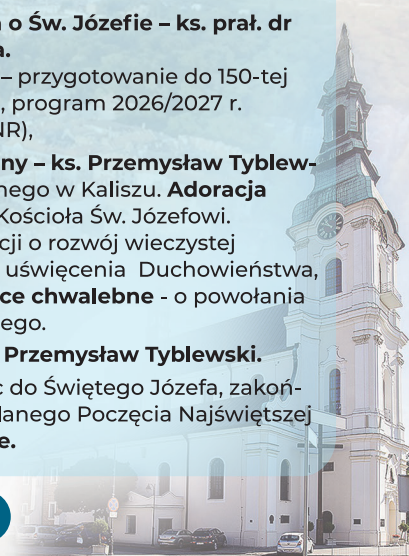 o Św. Józefie – ks. prał. dr
a.
– przygotowanie do 150-tej
, program 2026/2027 r.
NR),
ny – ks. Przemysław Tyblew-
nego w Kaliszu. Adoracja
Kościoła Św. Józefowi.
cji o rozwój wieczystej
uświęcenia Duchowieństwa,
ce chwalebne - o powołania
ego.
Przemysław Tyblewski.
c do Świętego Józefa, zakoń-
lanego Poczęcia Najświętszej
e.